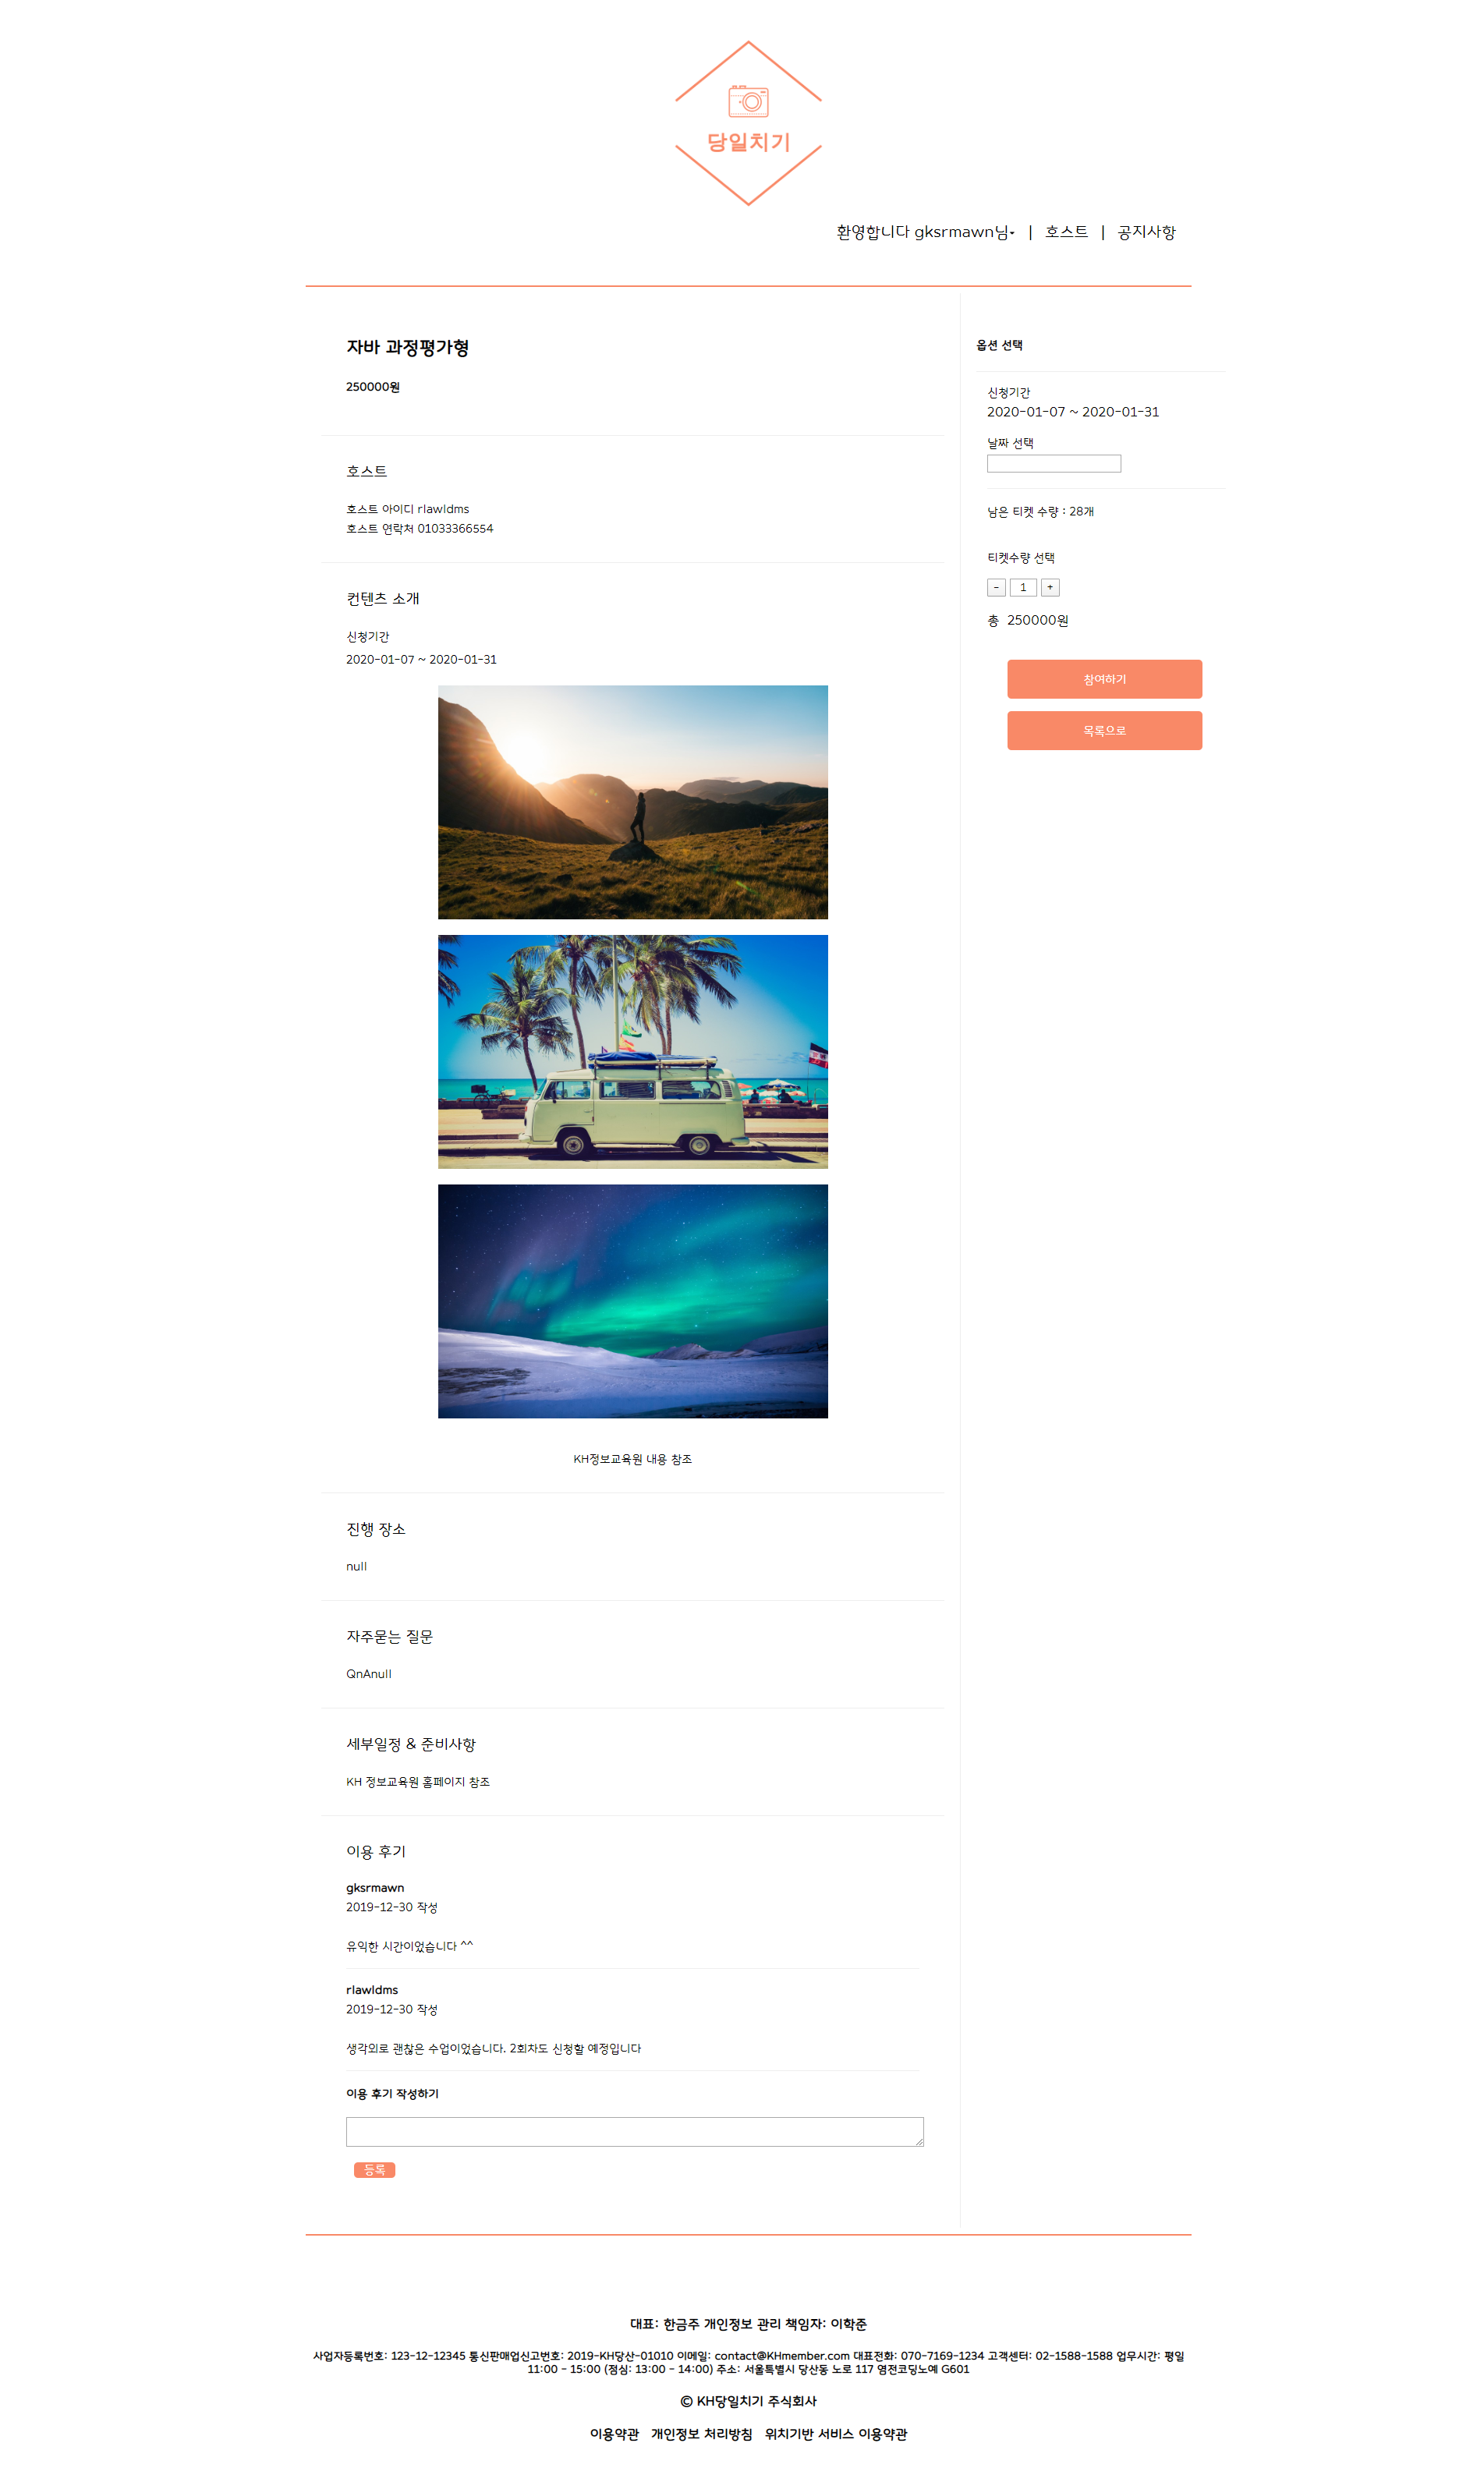 당일치기
환영합니다 gksrmawn님 | 호스트 | 공지사항
자바 과정평가형
250000원
호스트
호스트 아이디 rlawldms
호스트 연락처 01033366554
컨텐츠 소개
신청기간
2020-01-07 ~ 2020-01-31
KH정보교육원 내용 참조
진행 장소
null
자주묻는 질문
QnAnull
세부일정 & 준비사항
KH 정보교육원 홈페이지 참조
이용 후기
gksrmawn
2019-12-30 작성
유익한 시간이었습니다 ^^
rlawldms
2019-12-30 작성
생각외로 괜찮은 수업이었습니다. 2회차도 신청할 예정입니다
이용 후기 작성하기
등록
옵션 선택
신청기간
2020-01-07 ~ 2020-01-31
날짜 선택
남은 티켓 수량 : 28개
티켓수량 선택
- 1 +
총 250000원
참여하기
목록으로
대표: 한금주 개인정보 관리 책임자: 이학준
사업자등록번호: 123-12-12345 통신판매업신고번호: 2019-KH당산-01010 이메일: contact@KHmember.com 대표전화: 070-7169-1234 고객센터: 02-1588-1588 업무시간: 평일
11:00 - 15:00 (점심: 13:00 - 14:00) 주소: 서울특별시 당산동 노로 117 염전코딩노예 G601
© KH당일치기 주식회사
이용약관 개인정보 처리방침 위치기반 서비스 이용약관